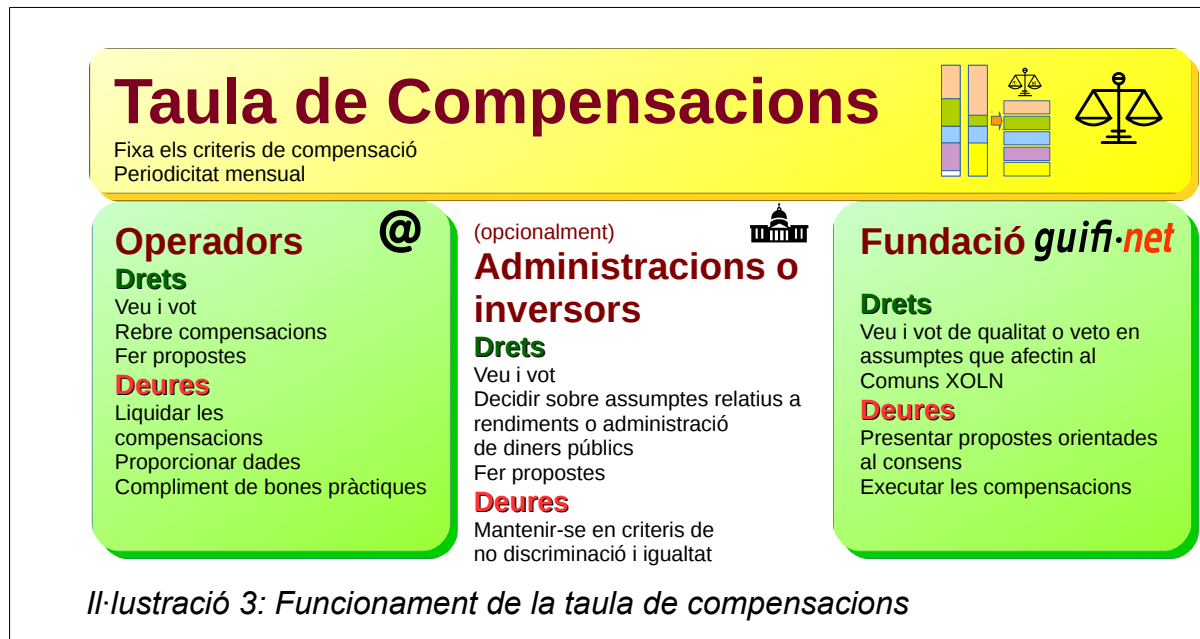 Taula de Compensacions
Fixa els criteris de compensació
Periodicitat mensual
Operadors @
Drets
Veu i vot
Rebre compensacions
Fer propostes
Deures
Liquidar les
compensacions
Proporcionar dades
Compliment de bones pràctiques
(opcionalment)
Administracions o
inversors
Drets
Veu i vot
Decidir sobre assumptes relatius a
rendiments o administració
de diners públics
Fer propostes
Deures
Mantenir-se en criteris de
no discriminació i igualtat
Fundació guifi·net
Drets
Veu i vot de qualitat o veto en
assumptes que afectin al
Comuns XOLN
Deures
Presentar propostes orientades
al consens
Executar les compensacions
Il·lustració 3: Funcionament de la taula de compensacions